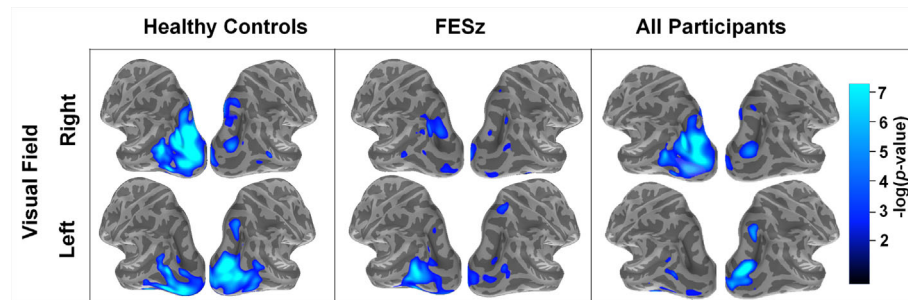 Healthy Controls
FESz
All Participants
Visual Field
Right
Left
7
6
5
4
3
2
-log(p-value)